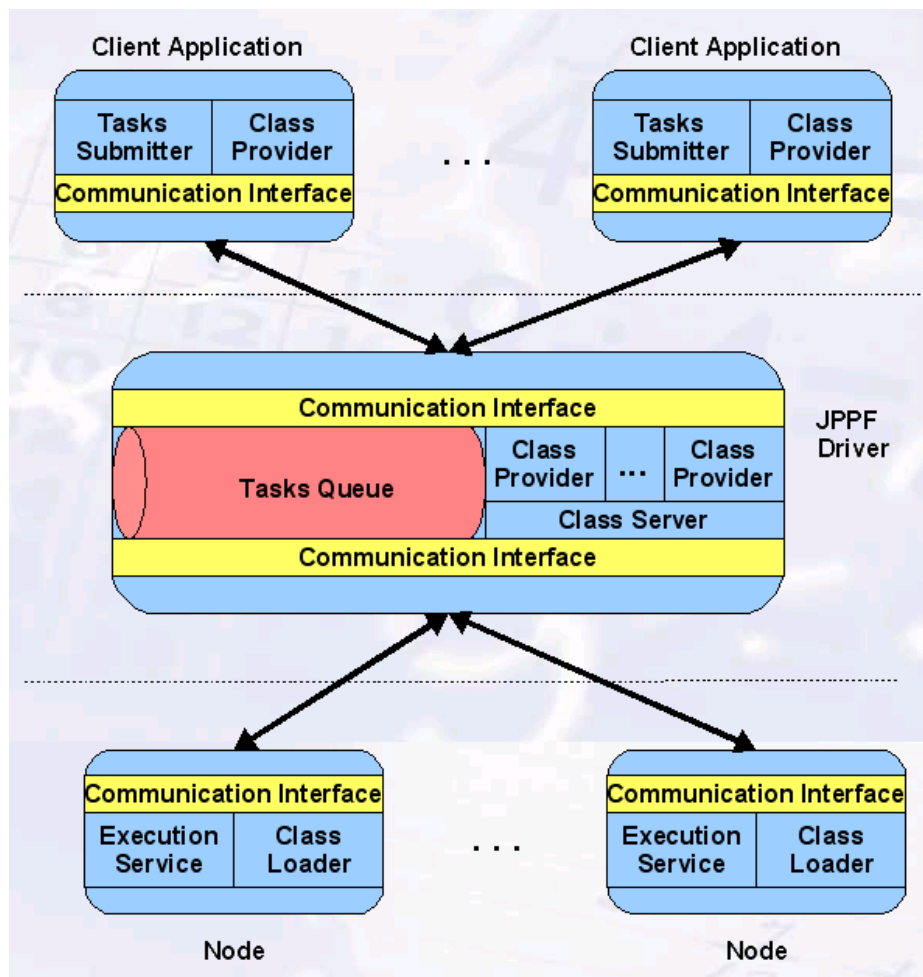 Client Application
Client Application
Tasks
Submitter
Class
Provider
. . .
Tasks
Submitter
Class
Provider
Communication Interface
Communication Interface
Communication Interface
JPPF
Driver
Tasks Queue
Class
Provider
...
Class
Provider
Class Server
Communication Interface
Communication Interface
Communication Interface
Execution
Service
Class
Loader
. . .
Execution
Service
Class
Loader
Node
Node